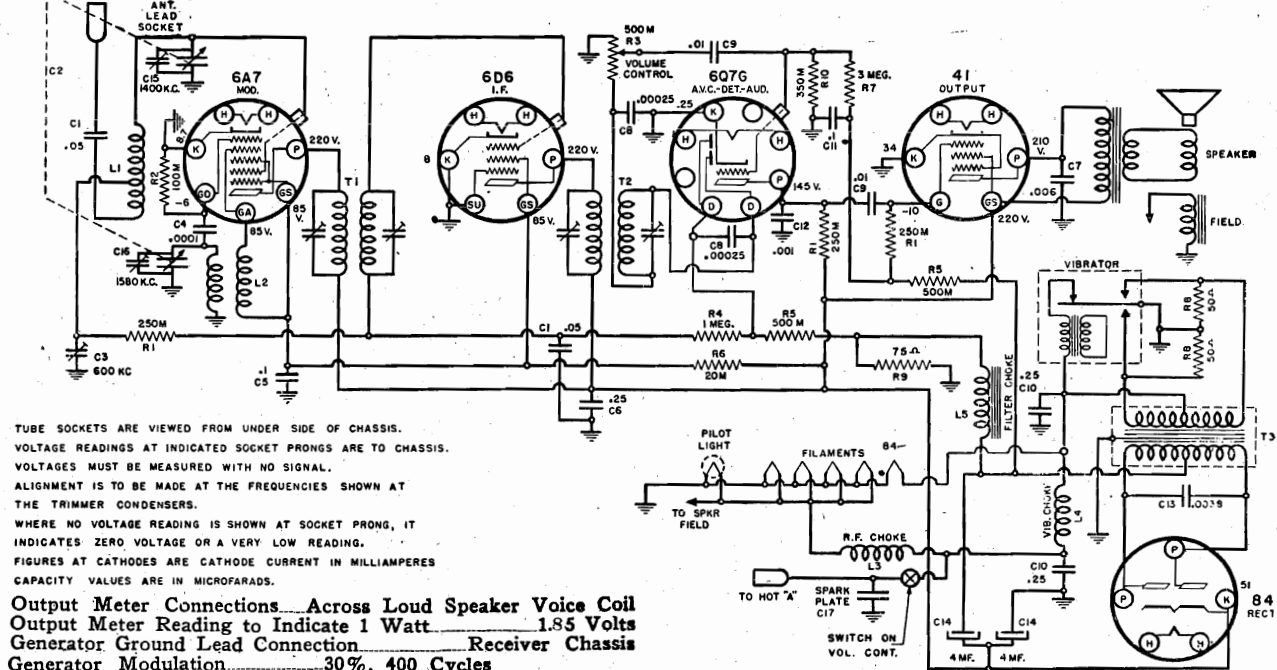 ANT.
LEAD
SOCKET
C2
C15
1400 K.C.
C1
.05
L1
6A7
MOD.
H H
K
P
220 V.
R2
100M
GO
-6
GA
GS
85
V.
85V.
C4
.0001
C16
1580 K.C.
L2
T1
6D6
I.F.
H H
8
K
P
220 V.
SU
GS
85 V.
T2
500M
R3
VOLUME
CONTROL
.01 C9
C8
.00025
6Q7G
A.V.C.-DET.-AUD.
.25
K
H
H
P
145 V.
D D
C8
.00025
C12
.001
350M
R10
3 MEG.
R7
.1
C11
.01
C9
R1
250M
250M
R1
R5
500M
41
OUTPUT
H H
34
K
P
210
V.
G
-10
GS
220 V.
C7
.006
SPEAKER
FIELD
VIBRATOR
R8
50Ω
R8
50Ω
250M
R1
C3
600 KC
.1
C5
C1
.05
.25
C6
R4
1 MEG.
R5
500 M
R6
20M
75Ω
R9
L5
FILTER CHOKE
.25
C10
T3
TUBE SOCKETS ARE VIEWED FROM UNDER SIDE OF CHASSIS.
VOLTAGE READINGS AT INDICATED SOCKET PRONGS ARE TO CHASSIS.
VOLTAGES MUST BE MEASURED WITH NO SIGNAL.
ALIGNMENT IS TO BE MADE AT THE FREQUENCIES SHOWN AT
THE TRIMMER CONDENSERS.
WHERE NO VOLTAGE READING IS SHOWN AT SOCKET PRONG, IT
INDICATES ZERO VOLTAGE OR A VERY LOW READING.
FIGURES AT CATHODES ARE CATHODE CURRENT IN MILLIAMPERES
CAPACITY VALUES ARE IN MICROFARADS.
PILOT
LIGHT
FILAMENTS
84
TO SPKR
FIELD
R.F. CHOKE
L3
TO HOT "A"
SPARK
PLATE
C17
SWITCH ON
VOL. CONT.
VIB. CHOKE
L4
C10
.25
C14
4 MF.
C14
4 MF.
C13
P
P
51
K
84
RECT
H H
Output Meter Connections Across Loud Speaker Voice Coil
Output Meter Reading to Indicate 1 Watt 1.85 Volts
Generator Ground Lead Connection Receiver Chassis
Generator Modulation 30%, 400 Cycles